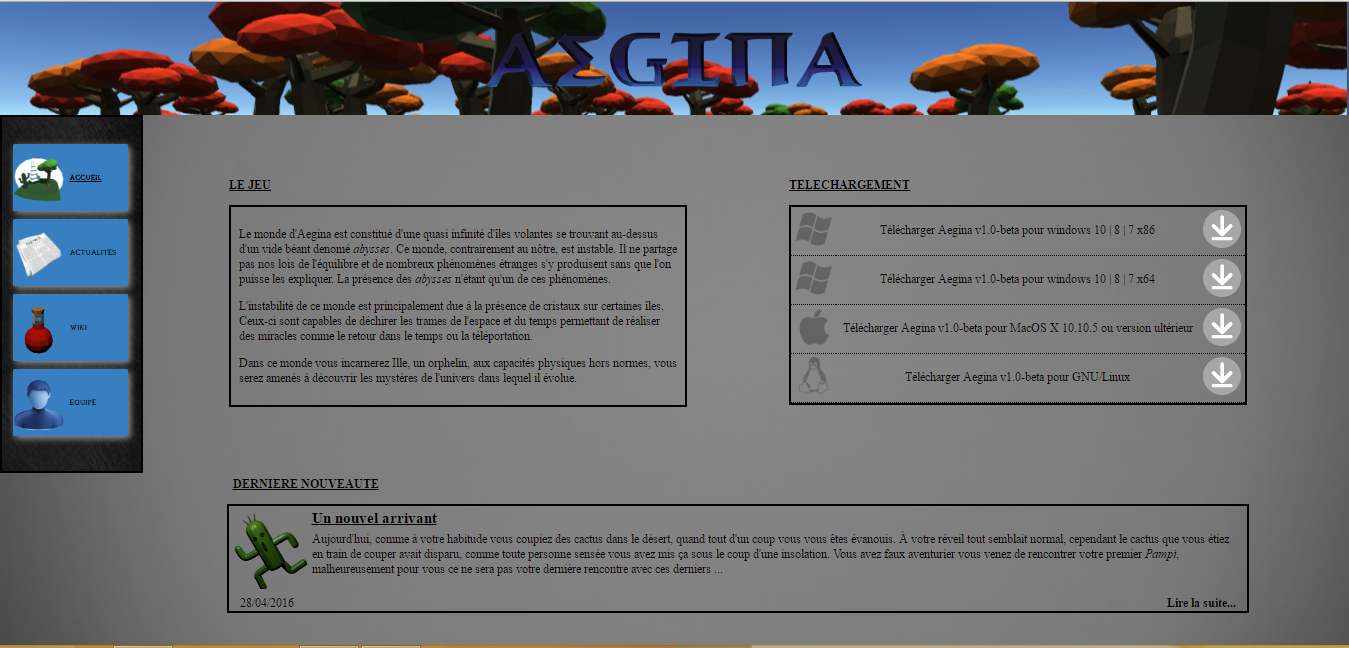 AEGINA
ACCUEIL
ACTUALITÉS
WIKI
EQUIPE
LE JEU
Le monde d'Aegina est constitué d'une quasi infinité d'îles volantes se trouvant au-dessus
d'un vide béant denomé abysses. Ce monde, contrairement au nôtre, est instable. Il ne partage
pas nos lois de l'équilibre et de nombreux phénomènes étranges s'y produisent sans que l'on
puisse les expliquer. La présence des abysses n'étant qu'un de ces phénomènes.
L'instabilité de ce monde est principalement due à la présence de cristaux sur certaines îles.
Ceux-ci sont capables de déchirer les trames de l'espace et du temps permettant de réaliser
des miracles comme le retour dans le temps ou la téléportation.
Dans ce monde vous incarnerez Ille, un orphelin, aux capacités physiques hors normes, vous
serez amenés à découvrir les mystères de l'univers dans lequel il évolue.
TELECHARGEMENT
Télécharger Aegina v1.0-beta pour windows 10 | 8 | 7 x86
Télécharger Aegina v1.0-beta pour windows 10 | 8 | 7 x64
Télécharger Aegina v1.0-beta pour MacOS X 10.10.5 ou version ultérieur
Télécharger Aegina v1.0-beta pour GNU/Linux
DERNIERE NOUVEAUTE
Un nouvel arrivant
Aujourd'hui, comme à votre habitude vous coupiez des cactus dans le désert, quand tout d'un coup vous vous êtes évanouis. À votre réveil tout semblait normal, cependant le cactus que vous étiez
en train de couper avait disparu, comme toute personne sensée vous avez mis ça sous le coup d'une insolation. Vous avez faux aventurier vous venez de rencontrer votre premier Pampi,
malheureusement pour vous ce ne sera pas votre dernière rencontre avec ces derniers ...
28/04/2016
Lire la suite...